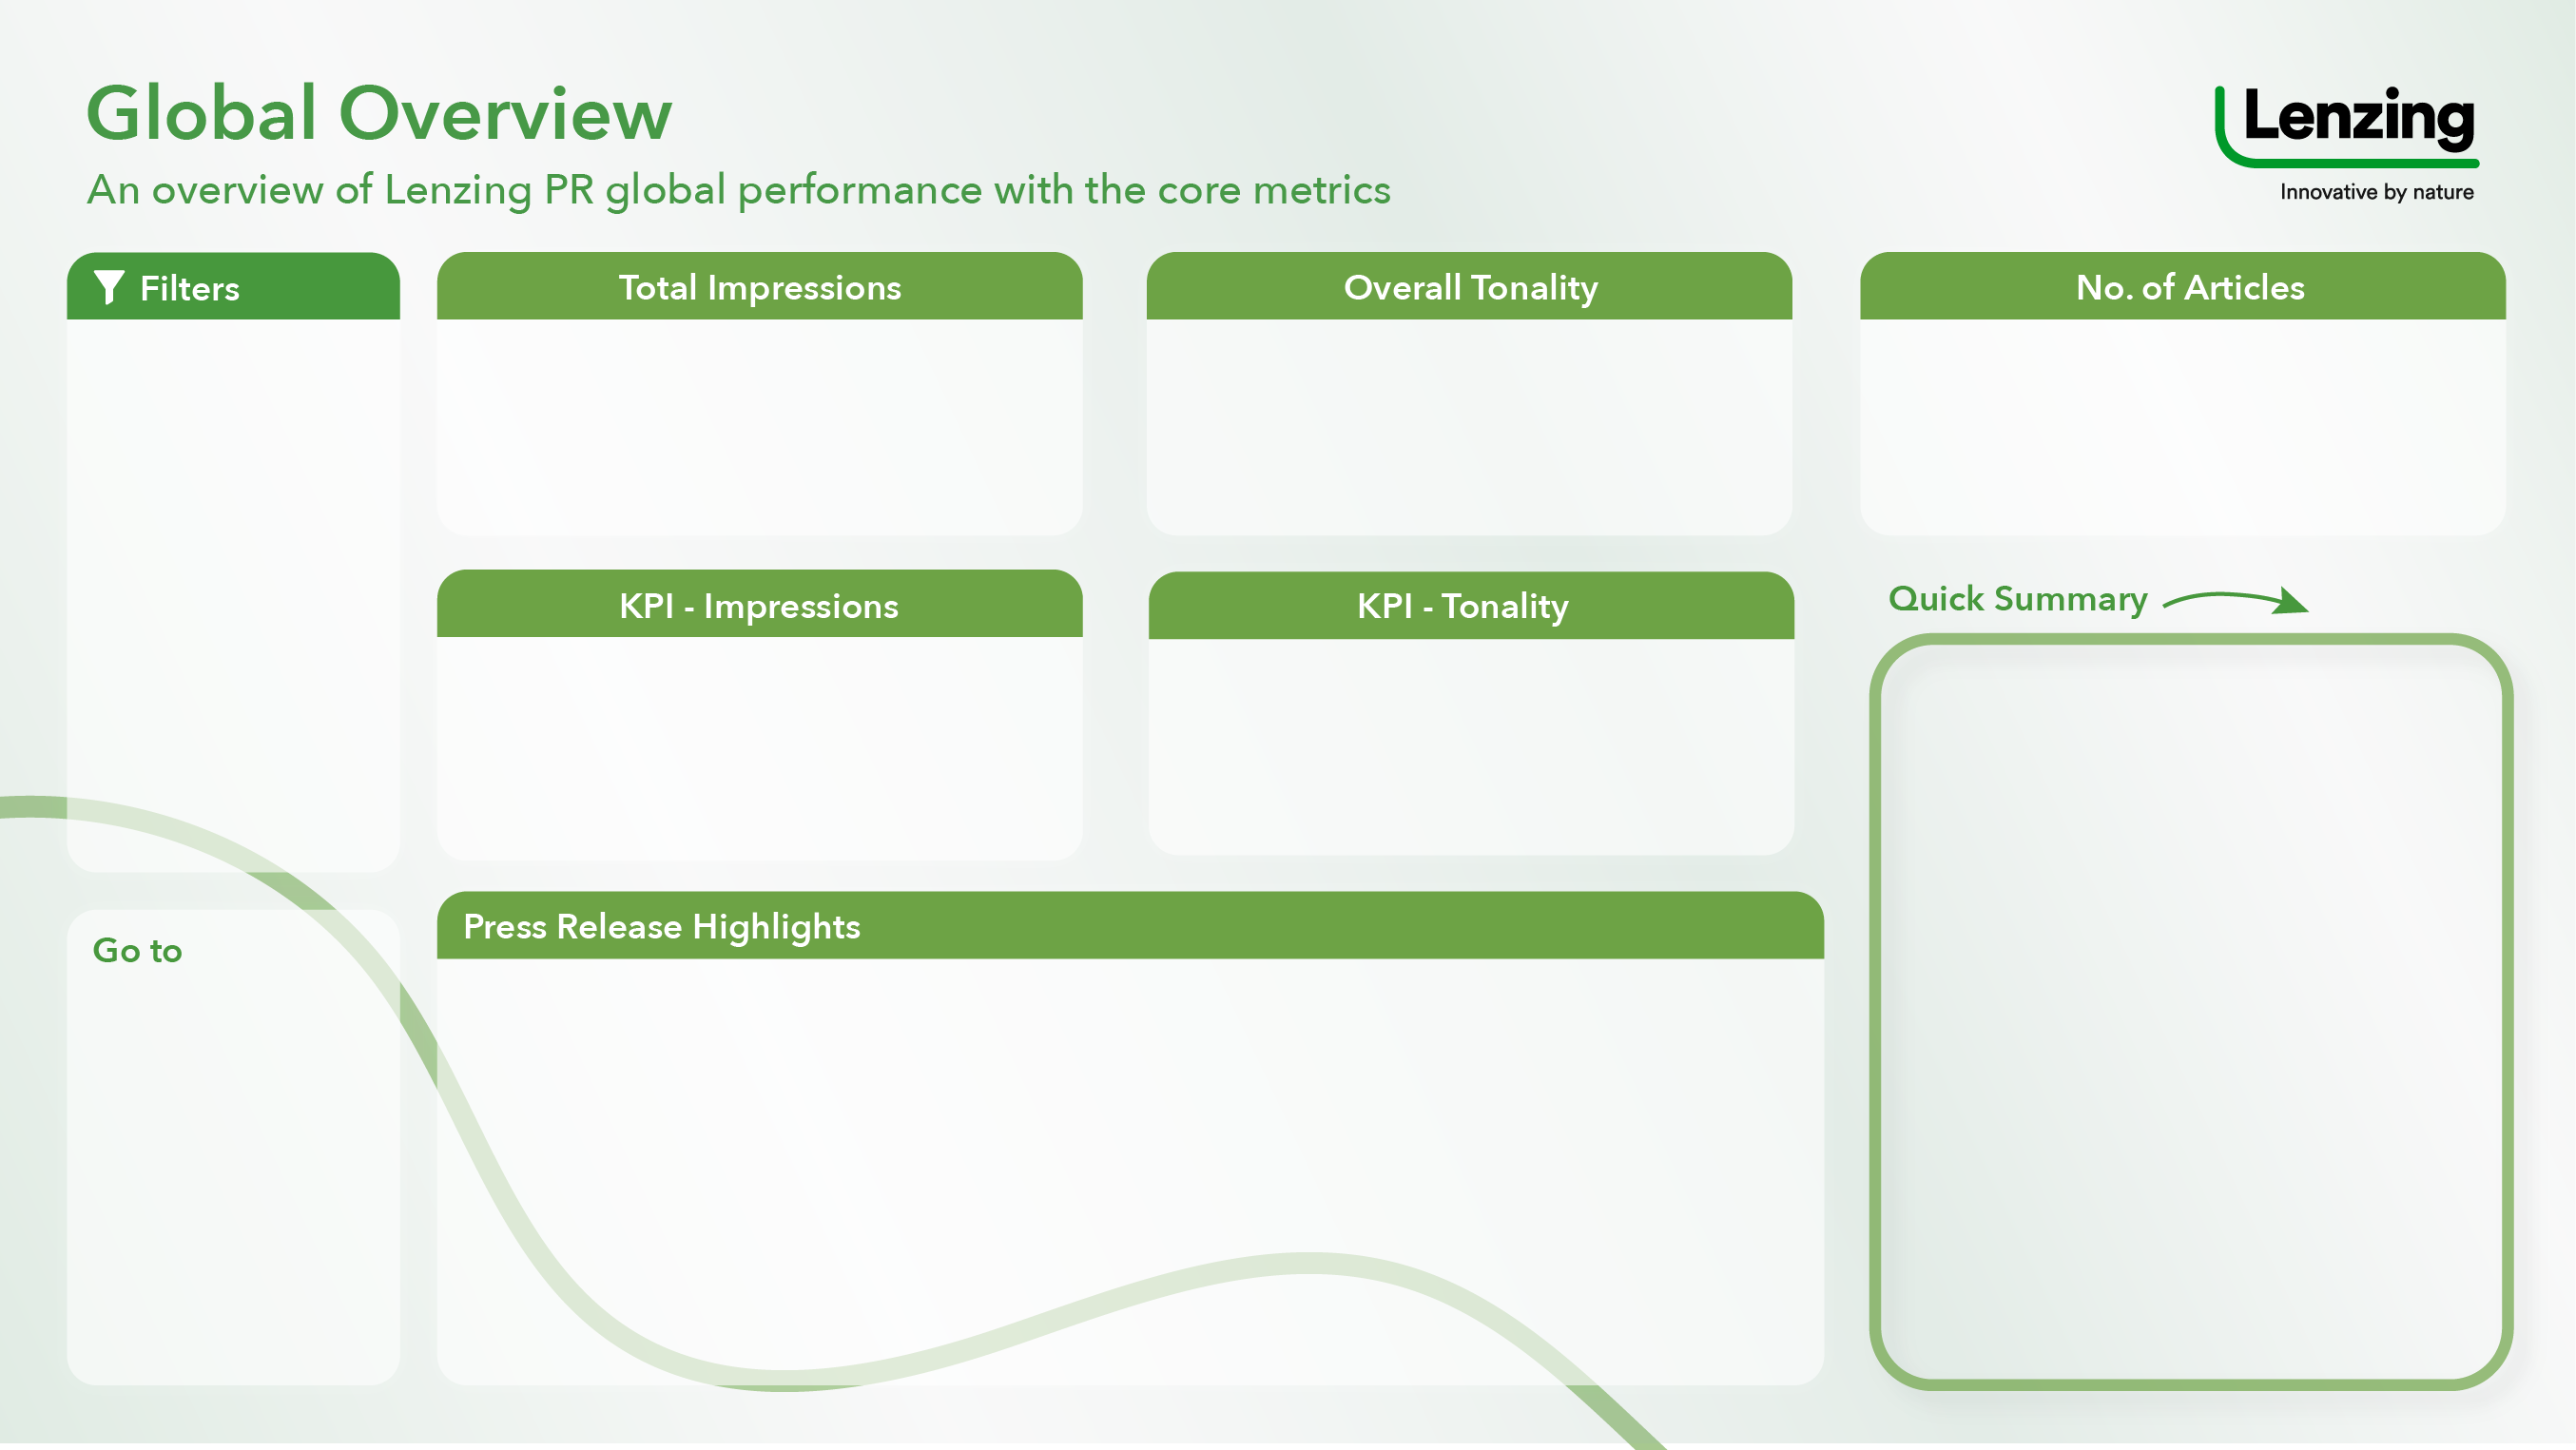 Global Overview
An overview of Lenzing PR global performance with the core metrics
Lenzing
Innovative by nature
Filters
Total Impressions
Overall Tonality
No. of Articles
KPI - Impressions
KPI - Tonality
Quick Summary
Press Release Highlights
Go to